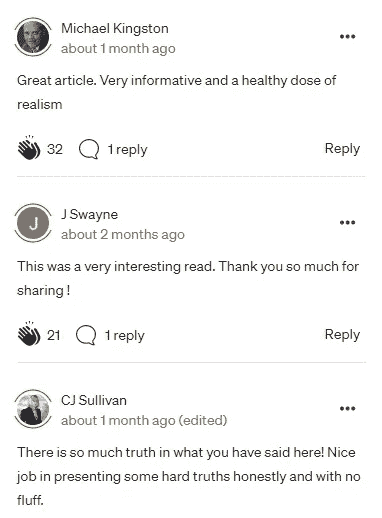 Michael Kingston
about 1 month ago
Great article. Very informative and a healthy dose of
realism
32 1 reply Reply
J
J Swayne
about 2 months ago
This was a very interesting read. Thank you so much for
sharing !
21 1 reply Reply
CJ Sullivan
about 1 month ago (edited)
There is so much truth in what you have said here! Nice
job in presenting some hard truths honestly and with no
fluff.